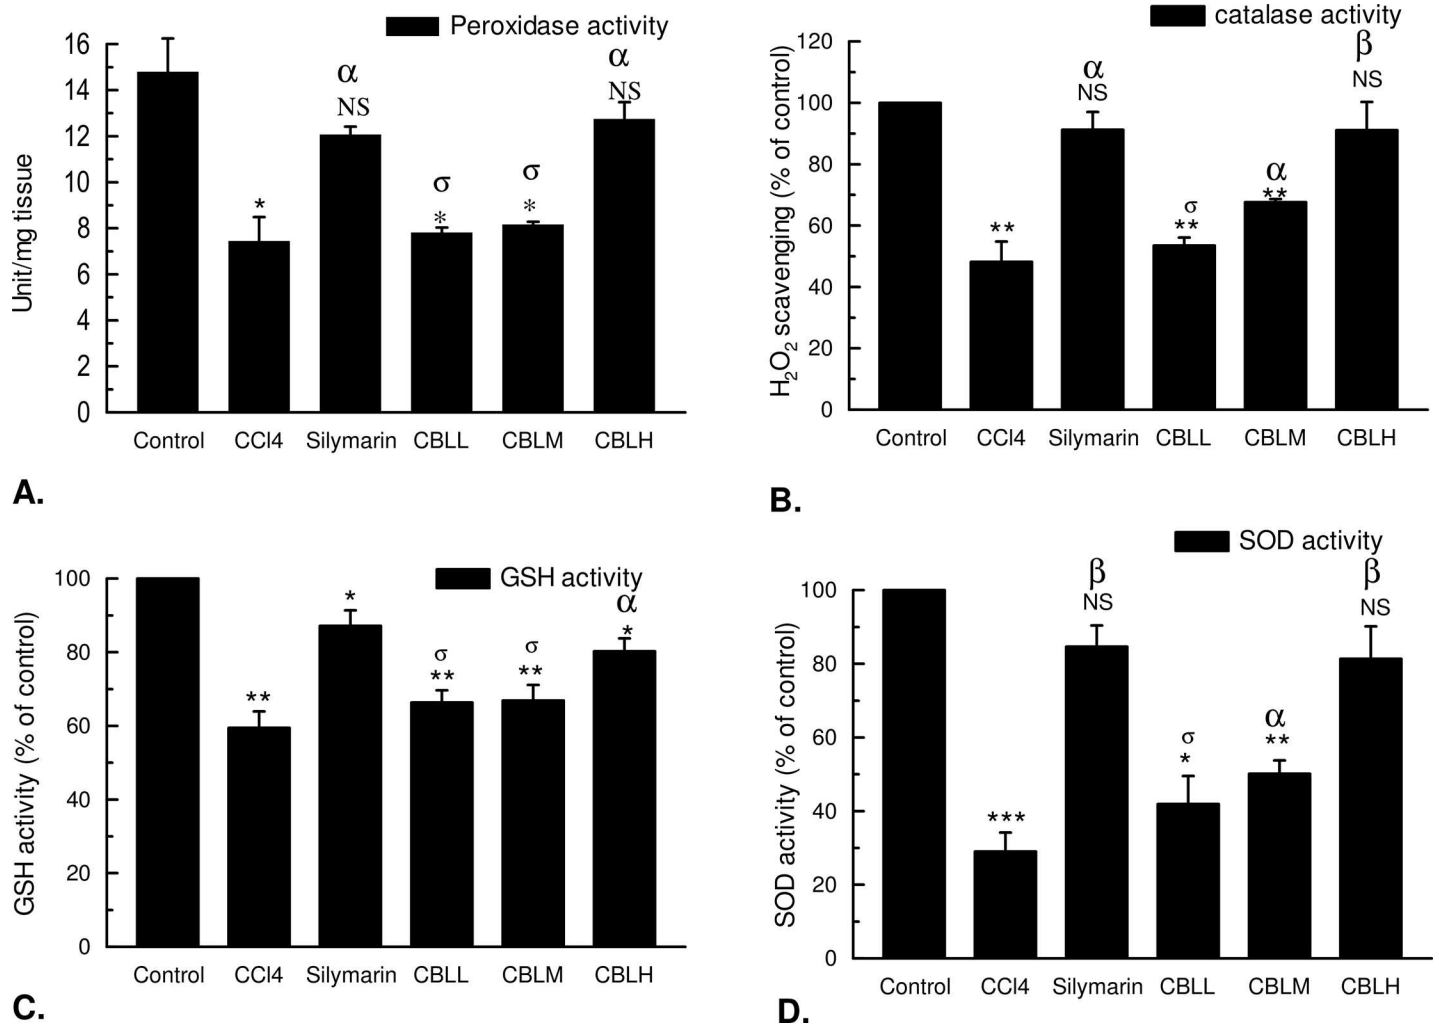 Peroxidase activity
16
14
12
10
8
6
4
2
0
Unit/mg tissue
*
α
NS
σ
*
σ
*
α
NS
Control CCl4 Silymarin CBLL CBLM CBLH
A.
catalase activity
120
100
80
60
40
20
0
H₂O₂ scavenging (% of control)
**
α
NS
σ
**
α
**
β
NS
Control CCl4 Silymarin CBLL CBLM CBLH
B.
GSH activity
100
80
60
40
20
0
GSH activity (% of control)
**
*
σ
**
σ
**
α
*
Control CCl4 Silymarin CBLL CBLM CBLH
C.
SOD activity
100
80
60
40
20
0
SOD activity (% of control)
***
β
NS
σ
*
α
**
β
NS
Control CCl4 Silymarin CBLL CBLM CBLH
D.